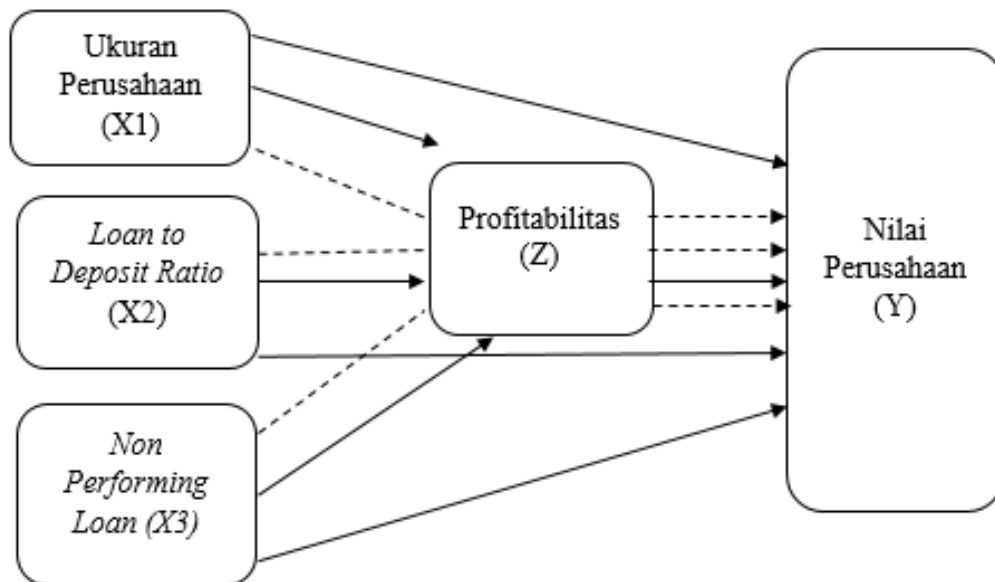 Ukuran
Perusahaan
(X1)
Loan to
Deposit Ratio
(X2)
Non
Performing
Loan (X3)
Profitabilitas
(Z)
Nilai
Perusahaan
(Y)